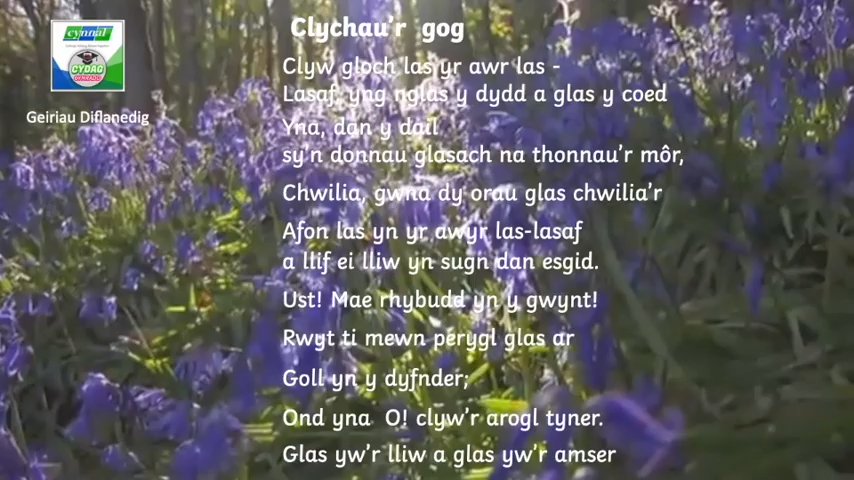 Clychau'r gog
cynnal
CYDAG
Geiriau Diflanedig
Clyw gloch las yr awr las -
Lasaf, yng nglas y dydd a glas y coed
Yna, dan y dail
sy'n donnau glasach na thonnau'r môr,
Chwilia, gwna dy orau glas chwilia'r
Afon las yn yr awyr las-lasaf
a llif ei lliw yn sugn dan esgid.
Ust! Mae rhybudd yn y gwynt!
Rwyt ti mewn perygl glas ar
Goll yn y dyfnder;
Ond yna O! clyw'r arogl tyner.
Glas yw'r lliw a glas yw'r amser